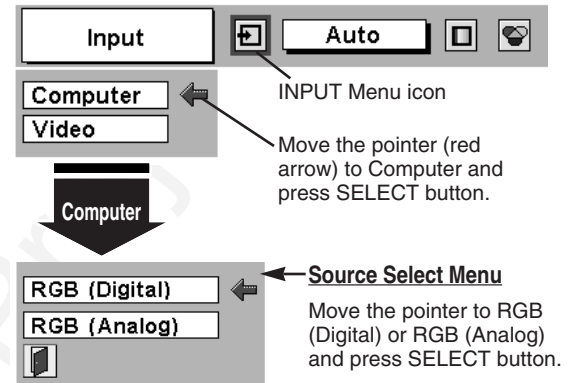 Input
Auto
INPUT Menu icon
Computer
Video
Move the pointer (red
arrow) to Computer and
press SELECT button.
Computer
Source Select Menu
RGB (Digital)
RGB (Analog)
Move the pointer to RGB
(Digital) or RGB (Analog)
and press SELECT button.